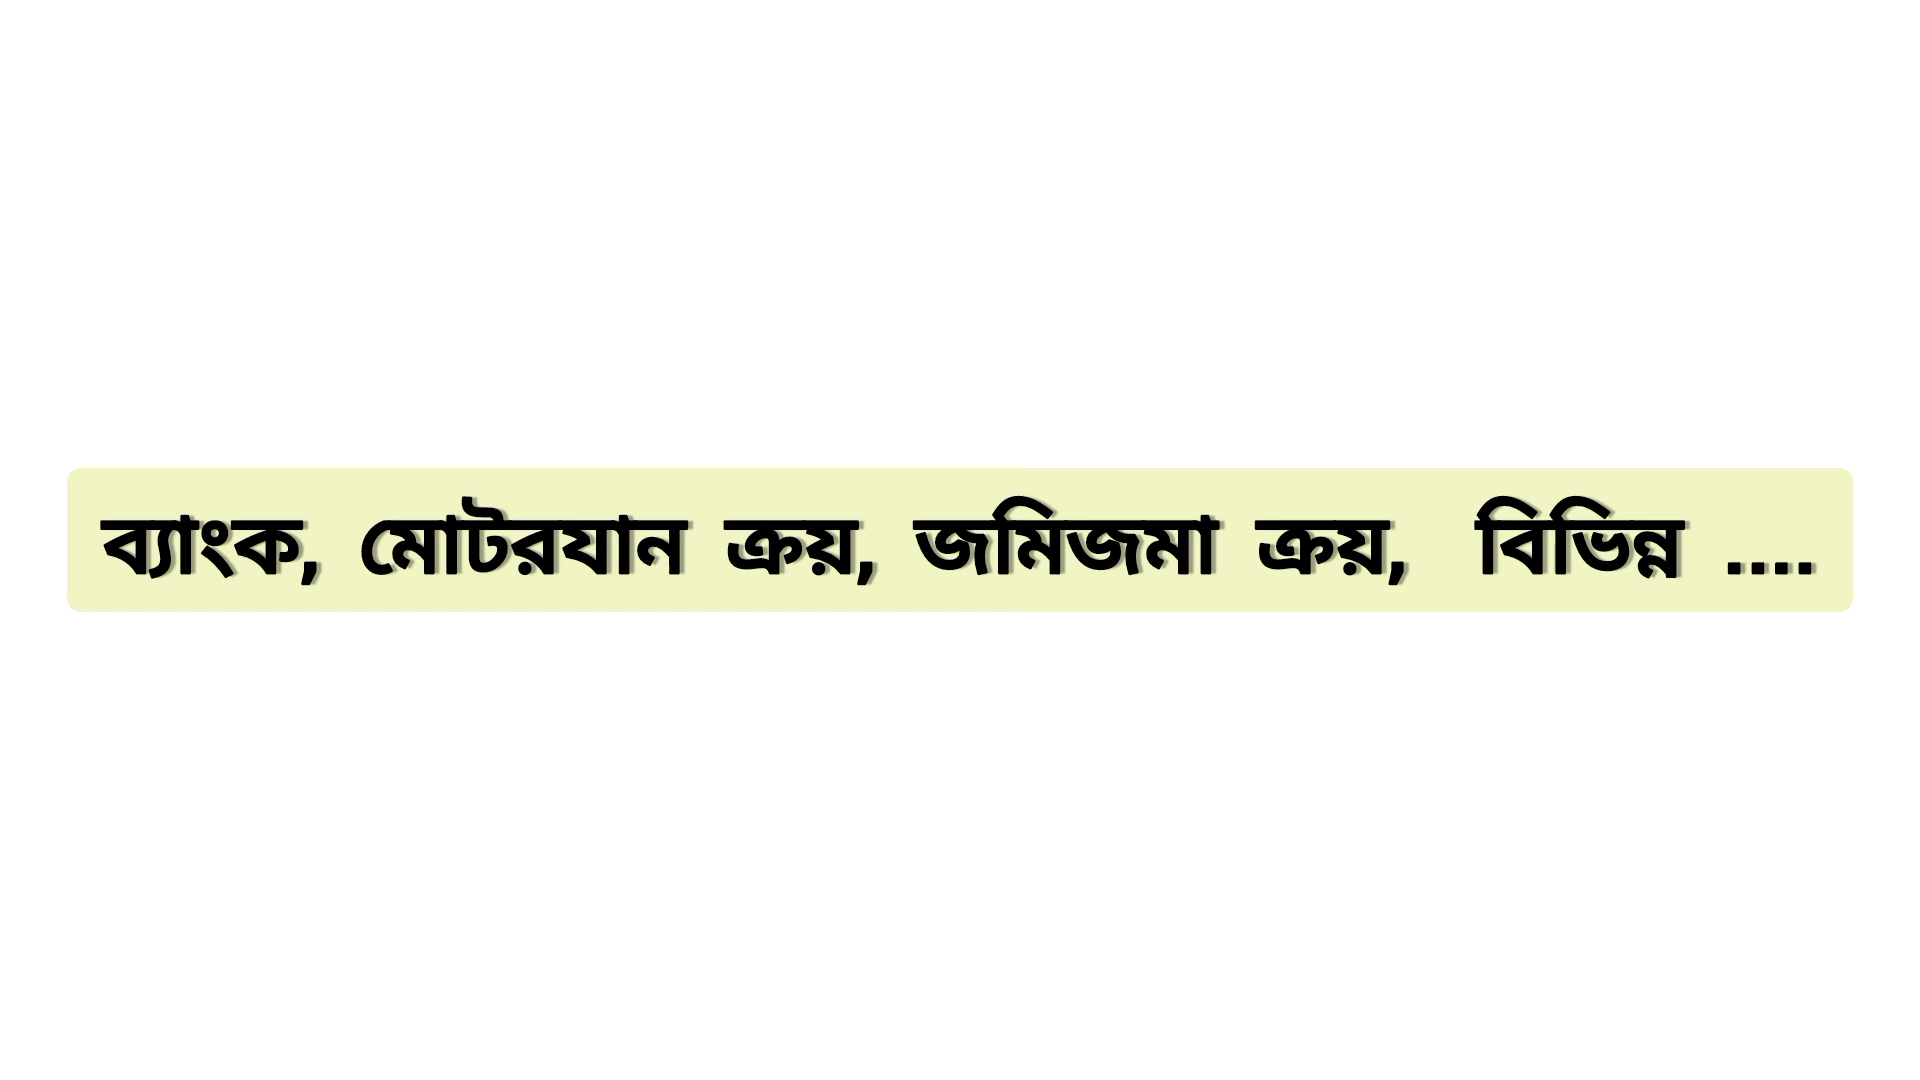 ব্যাংক, মোটরযান ক্রয়, জমিজমা ক্রয়,  বিভিন্ন ....